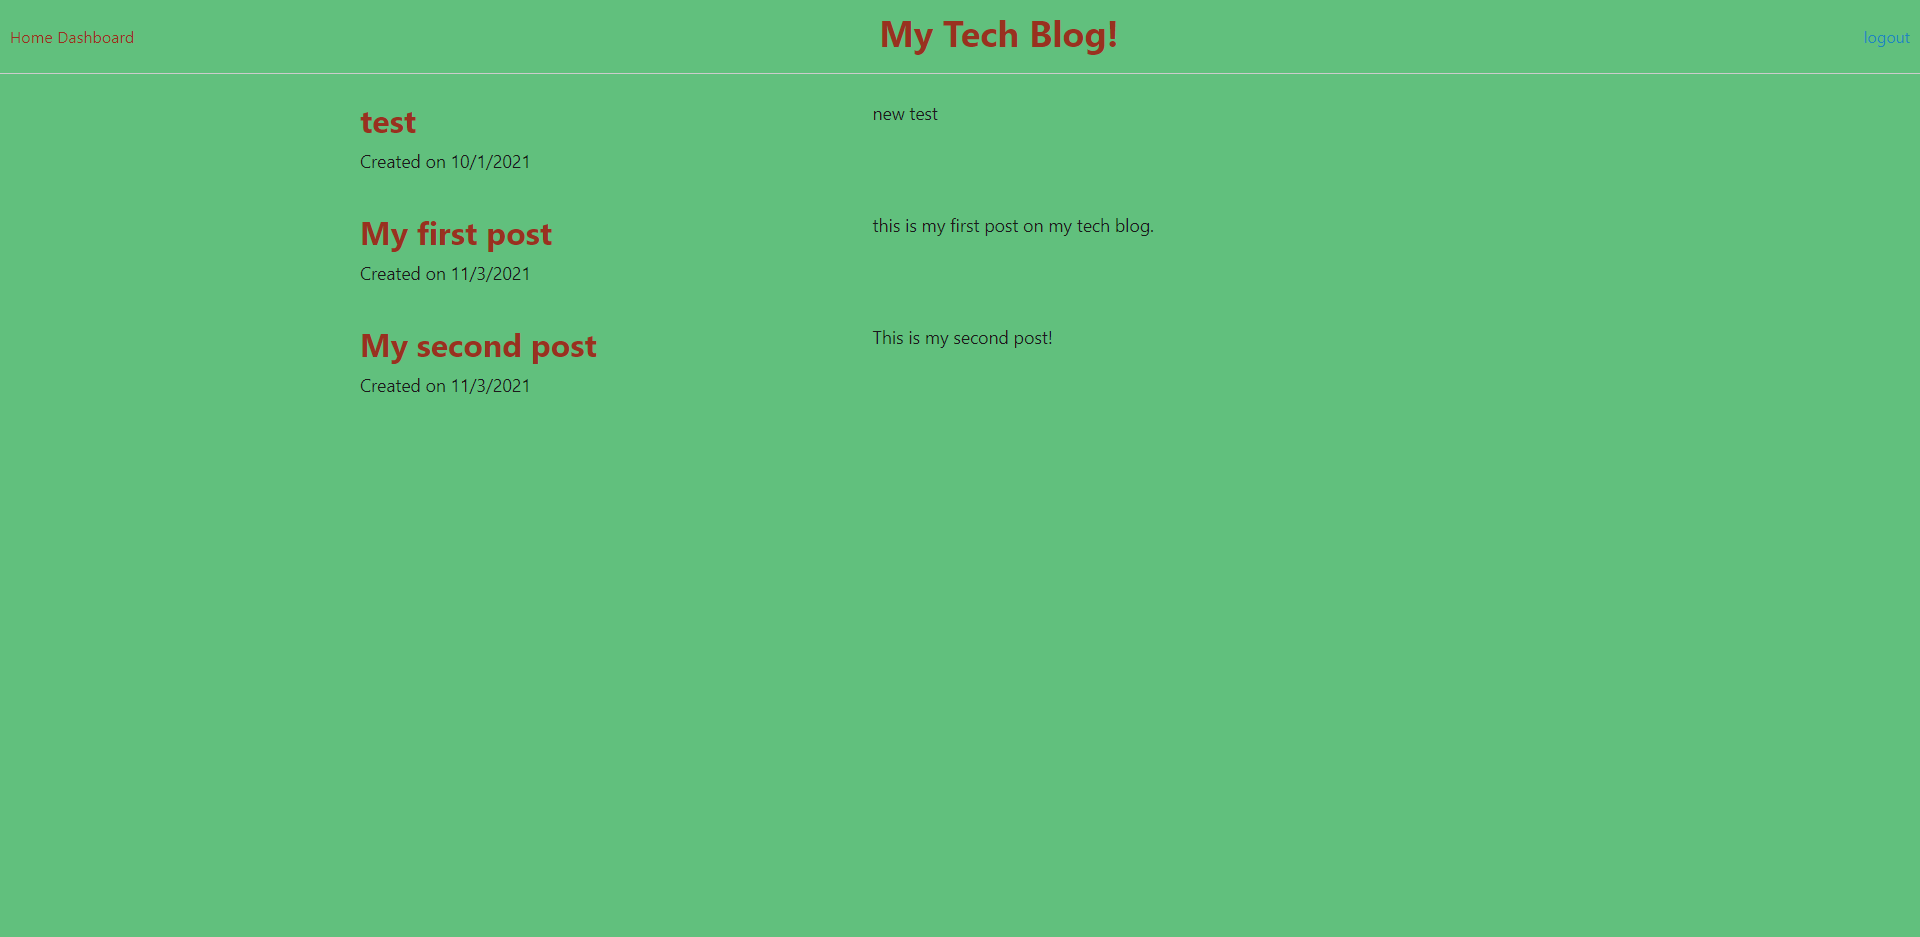 Home Dashboard
My Tech Blog!
logout
test
new test
Created on 10/1/2021
My first post
this is my first post on my tech blog.
Created on 11/3/2021
My second post
This is my second post!
Created on 11/3/2021